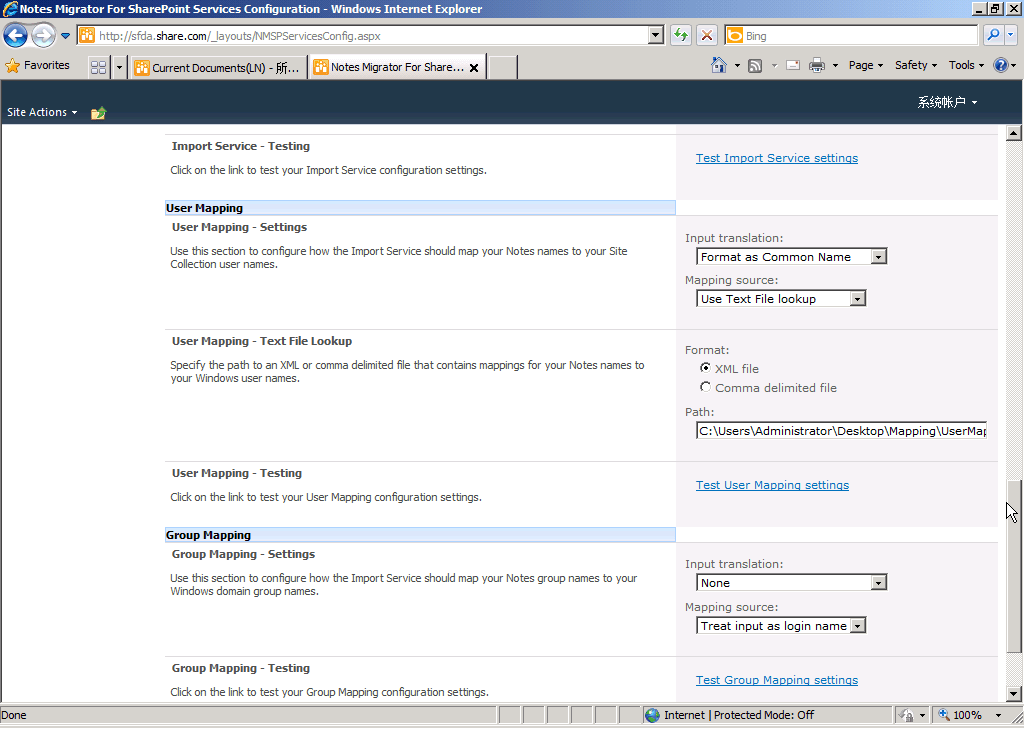 Notes Migrator For SharePoint Services Configuration - Windows Internet Explorer
http://sfda.share.com/_layouts/NMSPServicesConfig.aspx
Bing
Favorites
Current Documents(LN) - 所...
Notes Migrator For Share...
Page
Safety
Tools
Site Actions
系统帐户
Import Service - Testing
Click on the link to test your Import Service configuration settings.
Test Import Service settings
User Mapping
User Mapping - Settings
Use this section to configure how the Import Service should map your Notes names to your Site
Collection user names.
Input translation:
Format as Common Name
Mapping source:
Use Text File lookup
User Mapping - Text File Lookup
Specify the path to an XML or comma delimited file that contains mappings for your Notes names to
your Windows user names.
Format:
XML file
Comma delimited file
Path:
C:\Users\Administrator\Desktop\Mapping\UserMap
User Mapping - Testing
Click on the link to test your User Mapping configuration settings.
Test User Mapping settings
Group Mapping
Group Mapping - Settings
Use this section to configure how the Import Service should map your Notes group names to your
Windows domain group names.
Input translation:
None
Mapping source:
Treat input as login name
Group Mapping - Testing
Click on the link to test your Group Mapping configuration settings.
Test Group Mapping settings
Done
Internet | Protected Mode: Off
100%